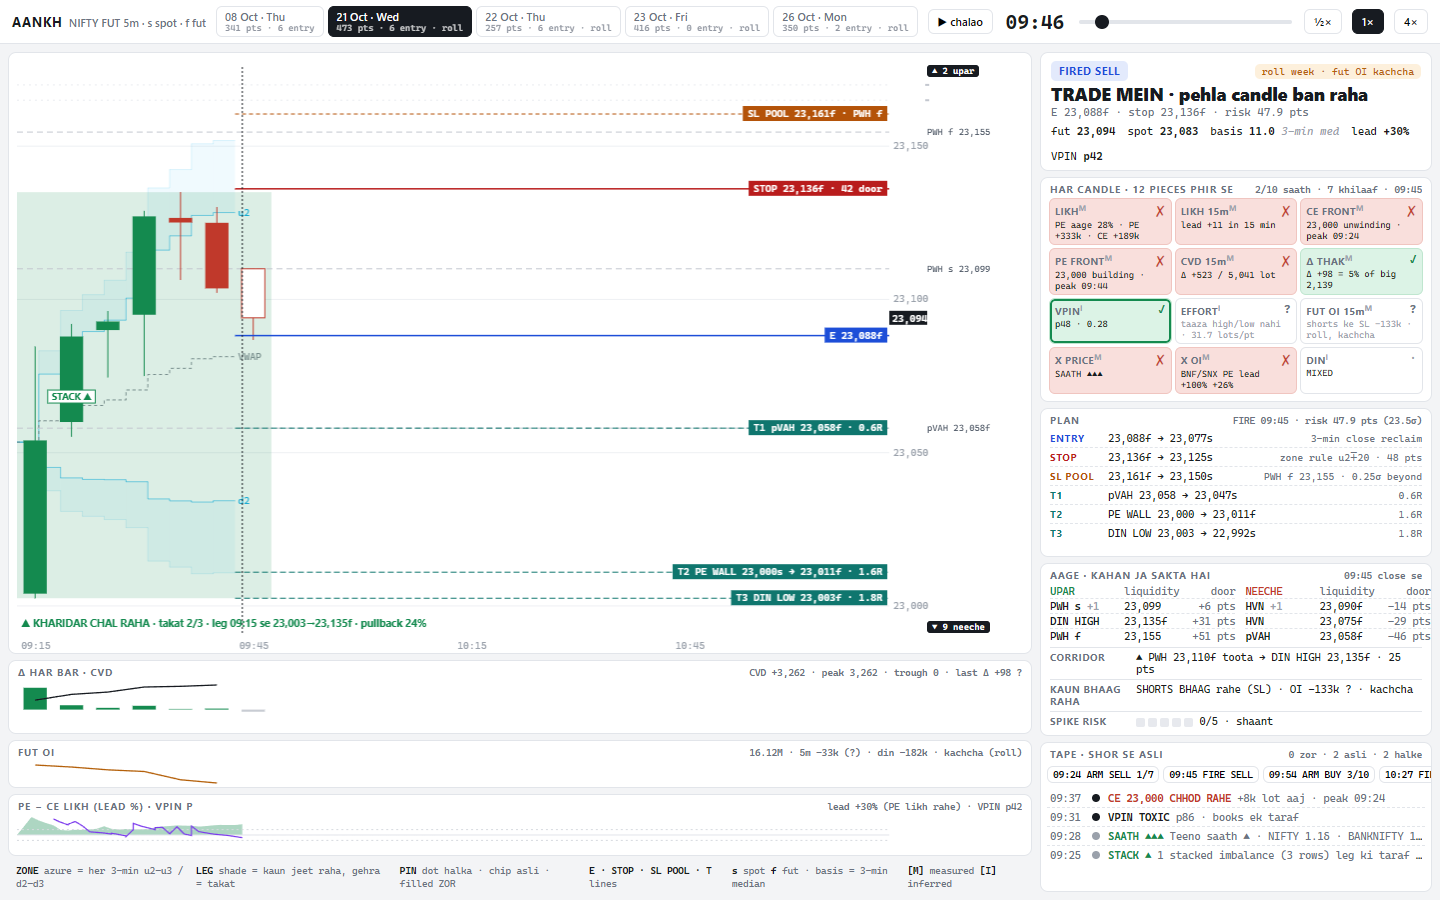 AANKH NIFTY FUT 5m · s spot · f fut
08 Oct · Thu
341 pts · 6 entry
21 Oct · Wed
473 pts · 6 entry · roll
22 Oct · Thu
257 pts · 6 entry · roll
23 Oct · Fri
416 pts · 0 entry · roll
26 Oct · Mon
350 pts · 2 entry · roll
▶ chalao
09:46
½×
1×
4×
▲ 2 upar
SL POOL 23,161f · PWH f
PWH f 23,155
23,150
STOP 23,136f · 42 door
u2
PWH s 23,099
23,100
23,094
E 23,088f
VWAP
STACK ▲
T1 pVAH 23,058f · 0.6R
pVAH 23,058f
23,050
d2
T2 PE WALL 23,000s → 23,011f · 1.6R
T3 DIN LOW 23,003f · 1.8R
23,000
▲ KHARIDAR CHAL RAHA · takat 2/3 · leg 09:15 se 23,003→23,135f · pullback 24%
▼ 9 neeche
09:15
09:45
10:15
10:45
Δ HAR BAR · CVD
CVD +3,262 · peak 3,262 · trough 0 · last Δ +98 ?
FUT OI
16.12M · 5m −33k (?) · din −182k · kachcha (roll)
PE − CE LIKH (LEAD %) · VPIN P
lead +30% (PE likh rahe) · VPIN p42
ZONE azure = her 3-min u2–u3 / d2–d3
LEG shade = kaun jeet raha, gehra = takat
PIN dot halka · chip asli · filled ZOR
E · STOP · SL POOL · T lines
s spot f fut · basis = 3-min median
[M] measured [I] inferred
FIRED SELL
roll week · fut OI kachcha
TRADE MEIN · pehla candle ban raha
E 23,088f · stop 23,136f · risk 47.9 pts
fut 23,094 spot 23,083 basis 11.0 3-min med lead +30%
VPIN p42
HAR CANDLE · 12 PIECES PHIR SE
2/10 saath · 7 khilaaf · 09:45
LIKH M ✗
PE aage 28% · PE +333k · CE +189k
LIKH 15m M ✗
lead +11 in 15 min
CE FRONT M ✗
23,000 unwinding · peak 09:24
PE FRONT M ✗
23,000 building · peak 09:44
CVD 15m M ✗
Δ +523 / 5,041 lot
Δ THAK M ✓
Δ +98 = 5% of big 2,139
VPIN I ✓
p48 · 0.28
EFFORT I ?
taaza high/low nahi · 31.7 lots/pt
FUT OI 15m M ?
shorts ke SL −133k · roll, kachcha
X PRICE M ✗
SAATH ▲▲▲
X OI M ✗
BNF/SNX PE lead +100% +26%
DIN I ·
MIXED
PLAN
FIRE 09:45 · risk 47.9 pts (23.5σ)
ENTRY 23,088f → 23,077s 3-min close reclaim
STOP 23,136f → 23,125s zone rule u2∓20 · 48 pts
SL POOL 23,161f → 23,150s PWH f 23,155 · 0.25σ beyond
T1 pVAH 23,058 → 23,047s 0.6R
T2 PE WALL 23,000 → 23,011f 1.6R
T3 DIN LOW 23,003 → 22,992s 1.8R
AAGE · KAHAN JA SAKTA HAI
09:45 close se
UPAR liquidity door NEECHE liquidity door
PWH s +1 23,099 +6 pts HVN +1 23,090f −14 pts
DIN HIGH 23,135f +31 pts HVN 23,075f −29 pts
PWH f 23,155 +51 pts pVAH 23,058f −46 pts
CORRIDOR ▲ PWH 23,110f toota → DIN HIGH 23,135f · 25 pts
KAUN BHAAG RAHA SHORTS BHAAG rahe (SL) · OI −133k ? · kachcha
SPIKE RISK 0/5 · shaant
TAPE · SHOR SE ASLI
0 zor · 2 asli · 2 halke
09:24 ARM SELL 1/7
09:45 FIRE SELL
09:54 ARM BUY 3/10
10:27 FI
09:37 CE 23,000 CHHOD RAHE +8k lot aaj · peak 09:24
09:31 VPIN TOXIC p86 · books ek taraf
09:28 SAATH ▲▲▲ Teeno saath ▲ · NIFTY 1.1δ · BANKNIFTY 1…
09:25 STACK ▲ 1 stacked imbalance (3 rows) leg ki taraf …